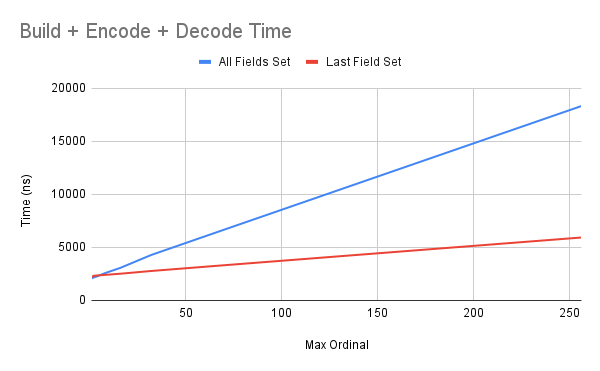 Build + Encode + Decode Time
All Fields Set
Last Field Set
20000
15000
10000
5000
0
Time (ns)
50
100
150
200
250
Max Ordinal